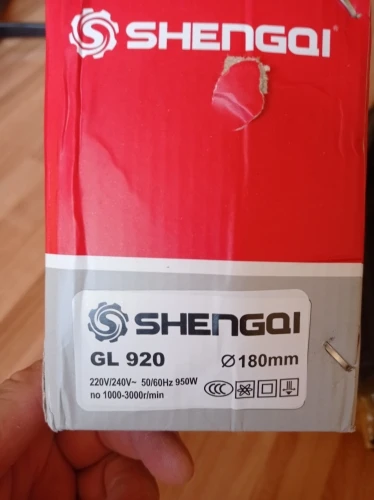 SHENGQI
SHENGQI
GL 920 Ø180mm
220V/240V~ 50/60Hz 950W
no 1000-3000r/min